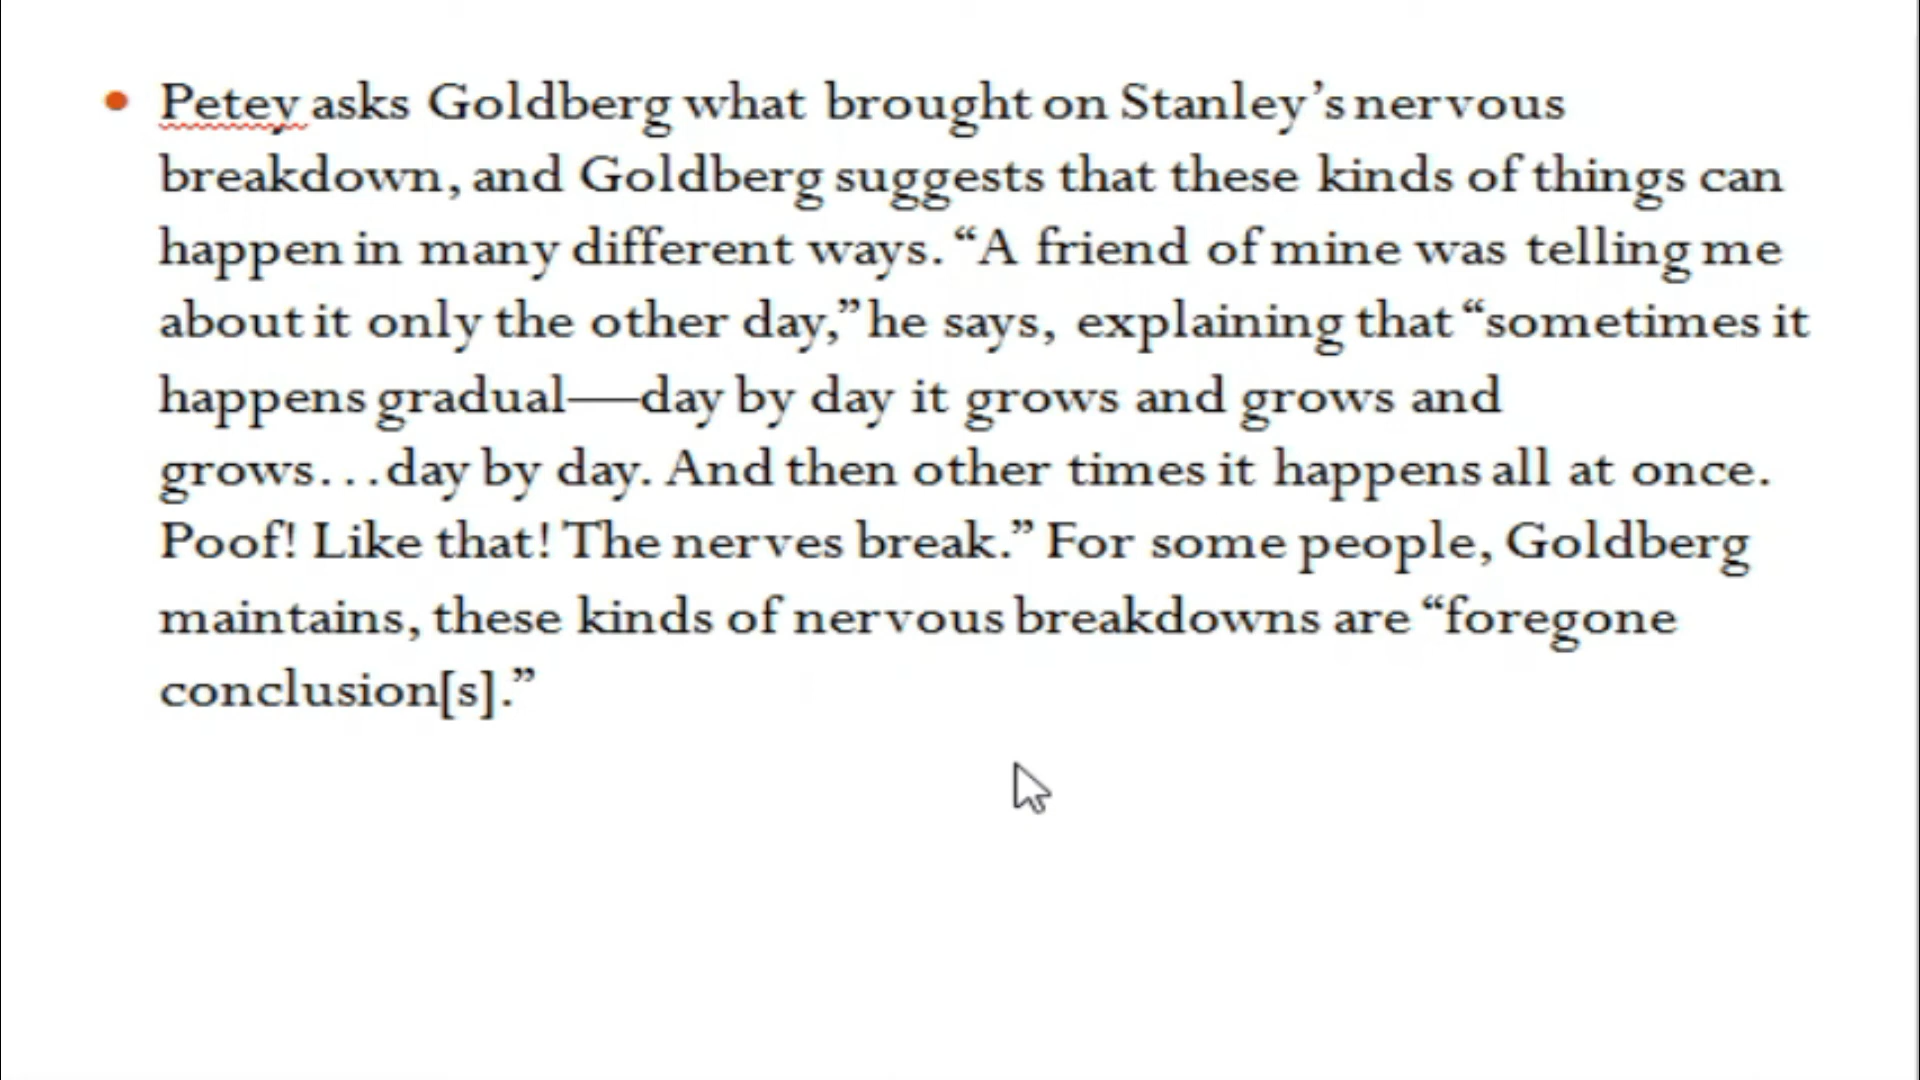 • Petey asks Goldberg what brought on Stanley’s nervous
breakdown, and Goldberg suggests that these kinds of things can
happen in many different ways. “A friend of mine was telling me
about it only the other day,” he says, explaining that “sometimes it
happens gradual—day by day it grows and grows and
grows…day by day. And then other times it happens all at once.
Poof! Like that! The nerves break.” For some people, Goldberg
maintains, these kinds of nervous breakdowns are “foregone
conclusion[s].”